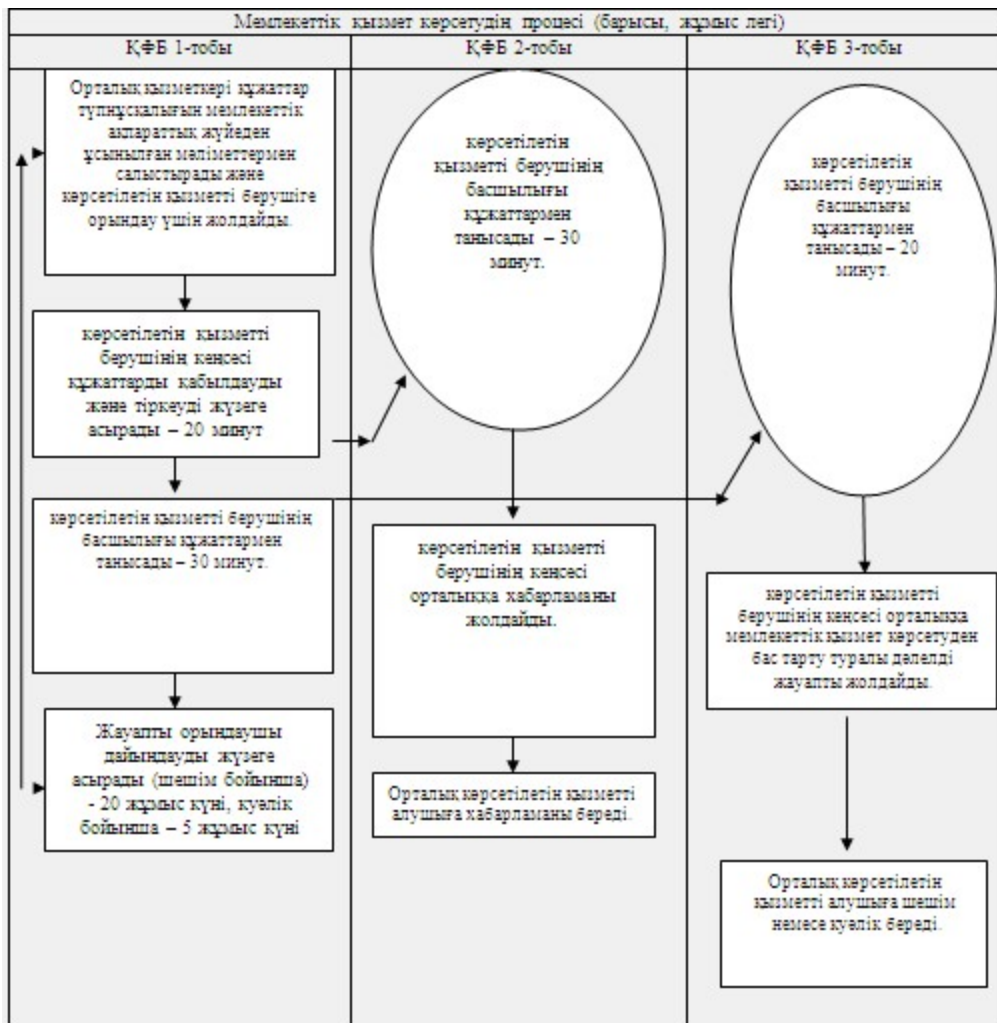 Мемлекеттік қызмет көрсетудің процесі (барысы, жұмыс легі)
ҚФБ 1-тобы
ҚФБ 2-тобы
ҚФБ 3-тобы
Орталық қызметкері құжаттар
түпнұсқалығын мемлекеттік
ақпараттық жүйеден
ұсынылған мәліметтермен
салыстырады және
көрсетілетін қызметті берушіге
орындау үшін жолдайды.
көрсетілетін қызметті
берушінің кеңсесі
құжаттарды қабылдауды
және тіркеуді жүзеге
асырады – 20 минут
көрсетілетін қызметті берушінің
басшылығы құжаттармен
танысады – 30 минут.
Жауапты орындаушы
дайындауды жүзеге
асырады (шешім бойынша)
- 20 жұмыс күні, куәлік
бойынша – 5 жұмыс күні
көрсетілетін
қызметті берушінің
басшылығы
құжаттармен
танысады – 30
минут.
көрсетілетін қызметті
берушінің кеңсесі
орталыққа хабарламаны
жолдайды.
Орталық көрсетілетін қызметті
алушыға хабарламаны береді.
көрсетілетін
қызметті берушінің
басшылығы
құжаттармен
танысады – 20
минут.
көрсетілетін қызметті
берушінің кеңсесі орталыққа
мемлекеттік қызмет көрсетуден
бас тарту туралы дәлелді
жауапты жолдайды.
Орталық көрсетілетін
қызметті алушыға шешім
немесе куәлік береді.